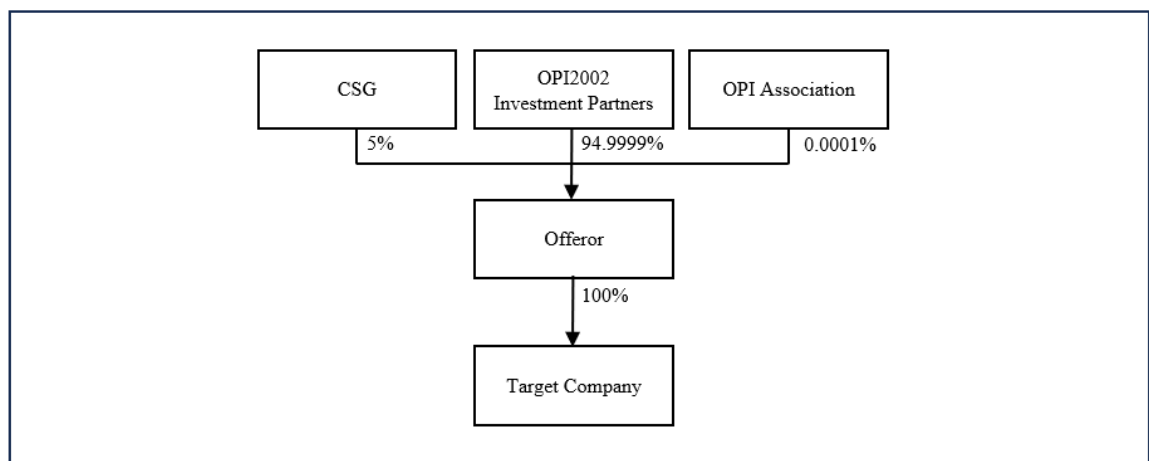 CSG
OPI2002
Investment Partners
OPI Association
5%
94.9999%
0.0001%
Offeror
100%
Target Company